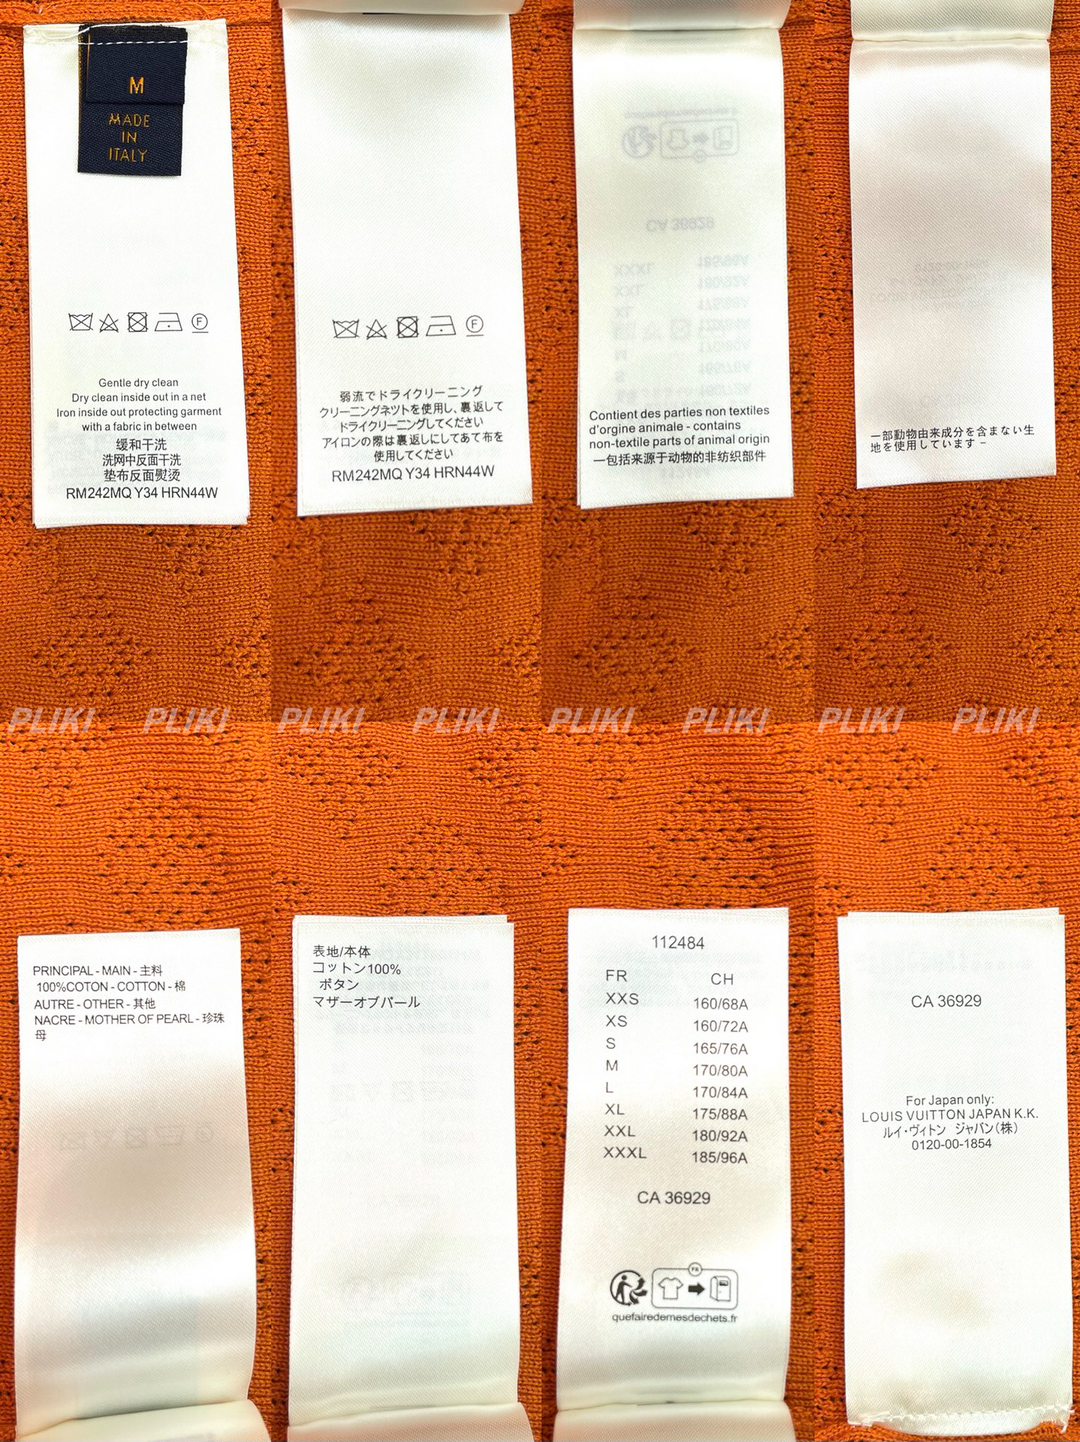 M
MADE
IN
ITALY
F
Gentle dry clean
Dry clean inside out in a net
Iron inside out protecting garment
with a fabric in between
缓和干洗
洗网中反面干洗
垫布反面熨烫
RM242MQ Y34 HRN44W
F
弱流でドライクリーニング
クリーニングネツトを使用し、裏返して
ドライクリーニングしてください
アイロンの際は裏返しにしてあて布を
使用してください
RM242MQ Y34 HRN44W
Contient des parties non textiles
d'orgine animale - contains
non-textile parts of animal origin
一包括来源于动物的非纺织部件
一部動物由来成分を含まない生
地を使用しています –
PLIKI PLIKI PLIKI PLIKI PLIKI PLIKI PLIKI PLIKI
PRINCIPAL - MAIN - 主料
100%COTON - COTTON - 棉
AUTRE - OTHER - 其他
NACRE - MOTHER OF PEARL - 珍珠
母
表地/本体
コットン100%
ボタン
マザーオブパール
112484
FR CH
XXS 160/68A
XS 160/72A
S 165/76A
M 170/80A
L 170/84A
XL 175/88A
XXL 180/92A
XXXL 185/96A
CA 36929
FR
quefairedemesdechets.fr
CA 36929
For Japan only:
LOUIS VUITTON JAPAN K.K.
ルイ・ヴィトン ジャパン(株)
0120-00-1854